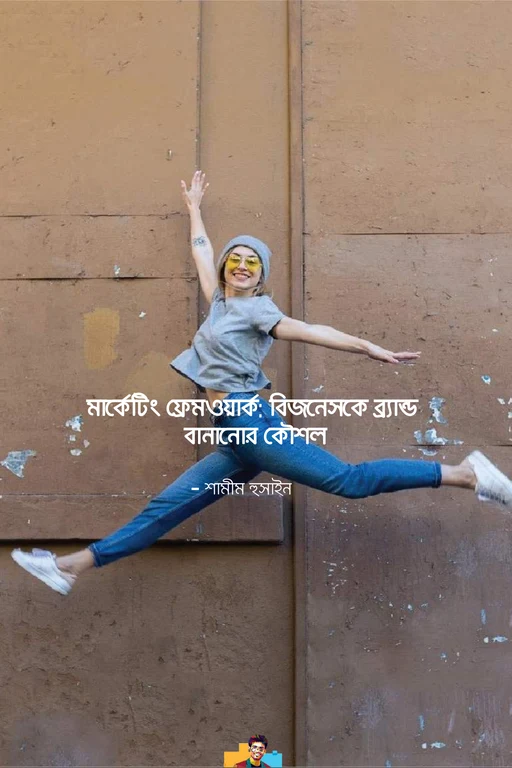 মার্কেটিং ফ্রেমওয়ার্ক: বিজনেসকে ব্র্যান্ড
বানানোর কৌশল
- শামীম হুসাইন